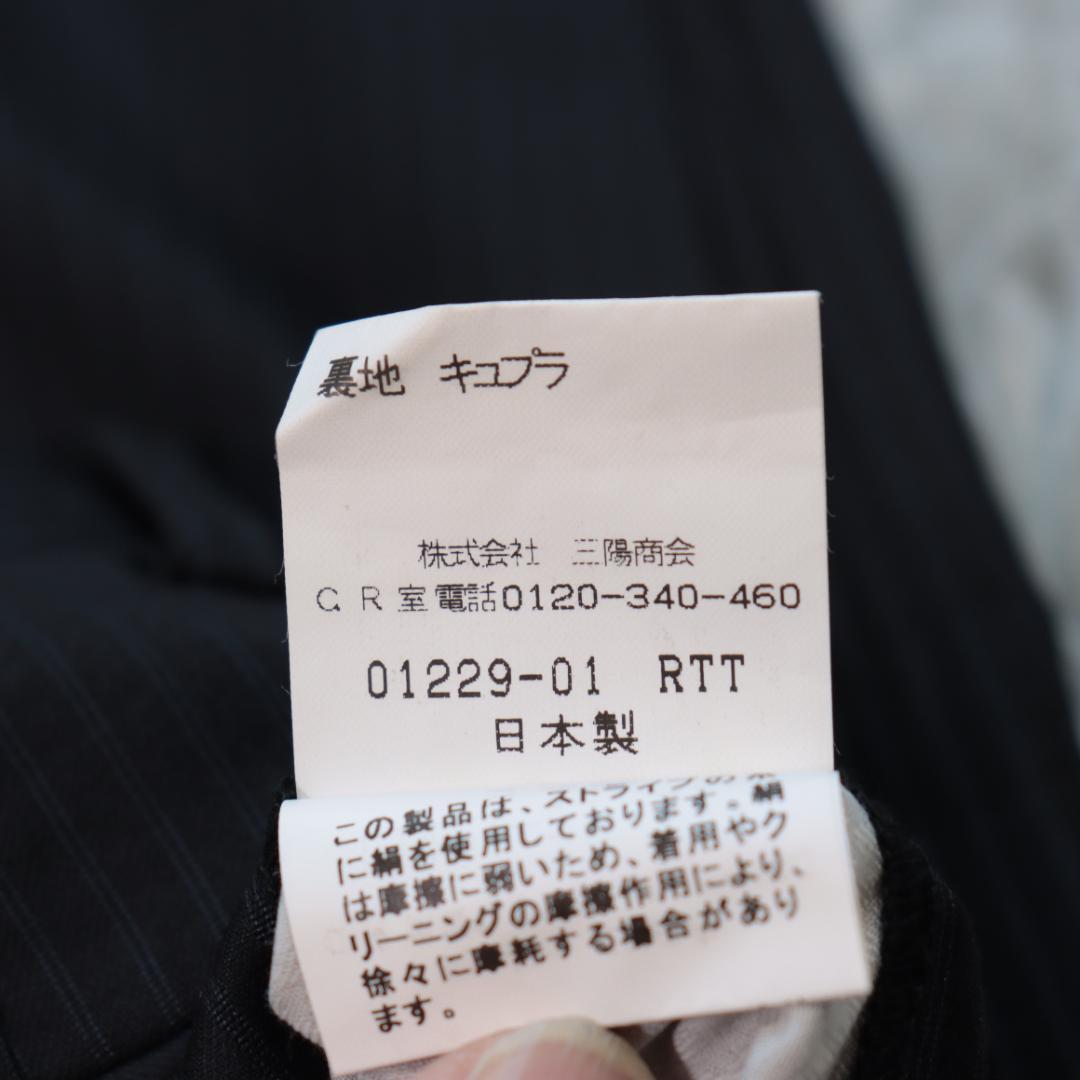 裏地 キュプラ
株式会社 三陽商会
CR室電話0120-340-460
01229-01 RTT
日本製
この製品は、ストライプの
に絹を使用しております。絹
は摩擦に弱いため、着用やク
リーニングの摩擦作用により、
徐々に摩耗する場合があり
ます。